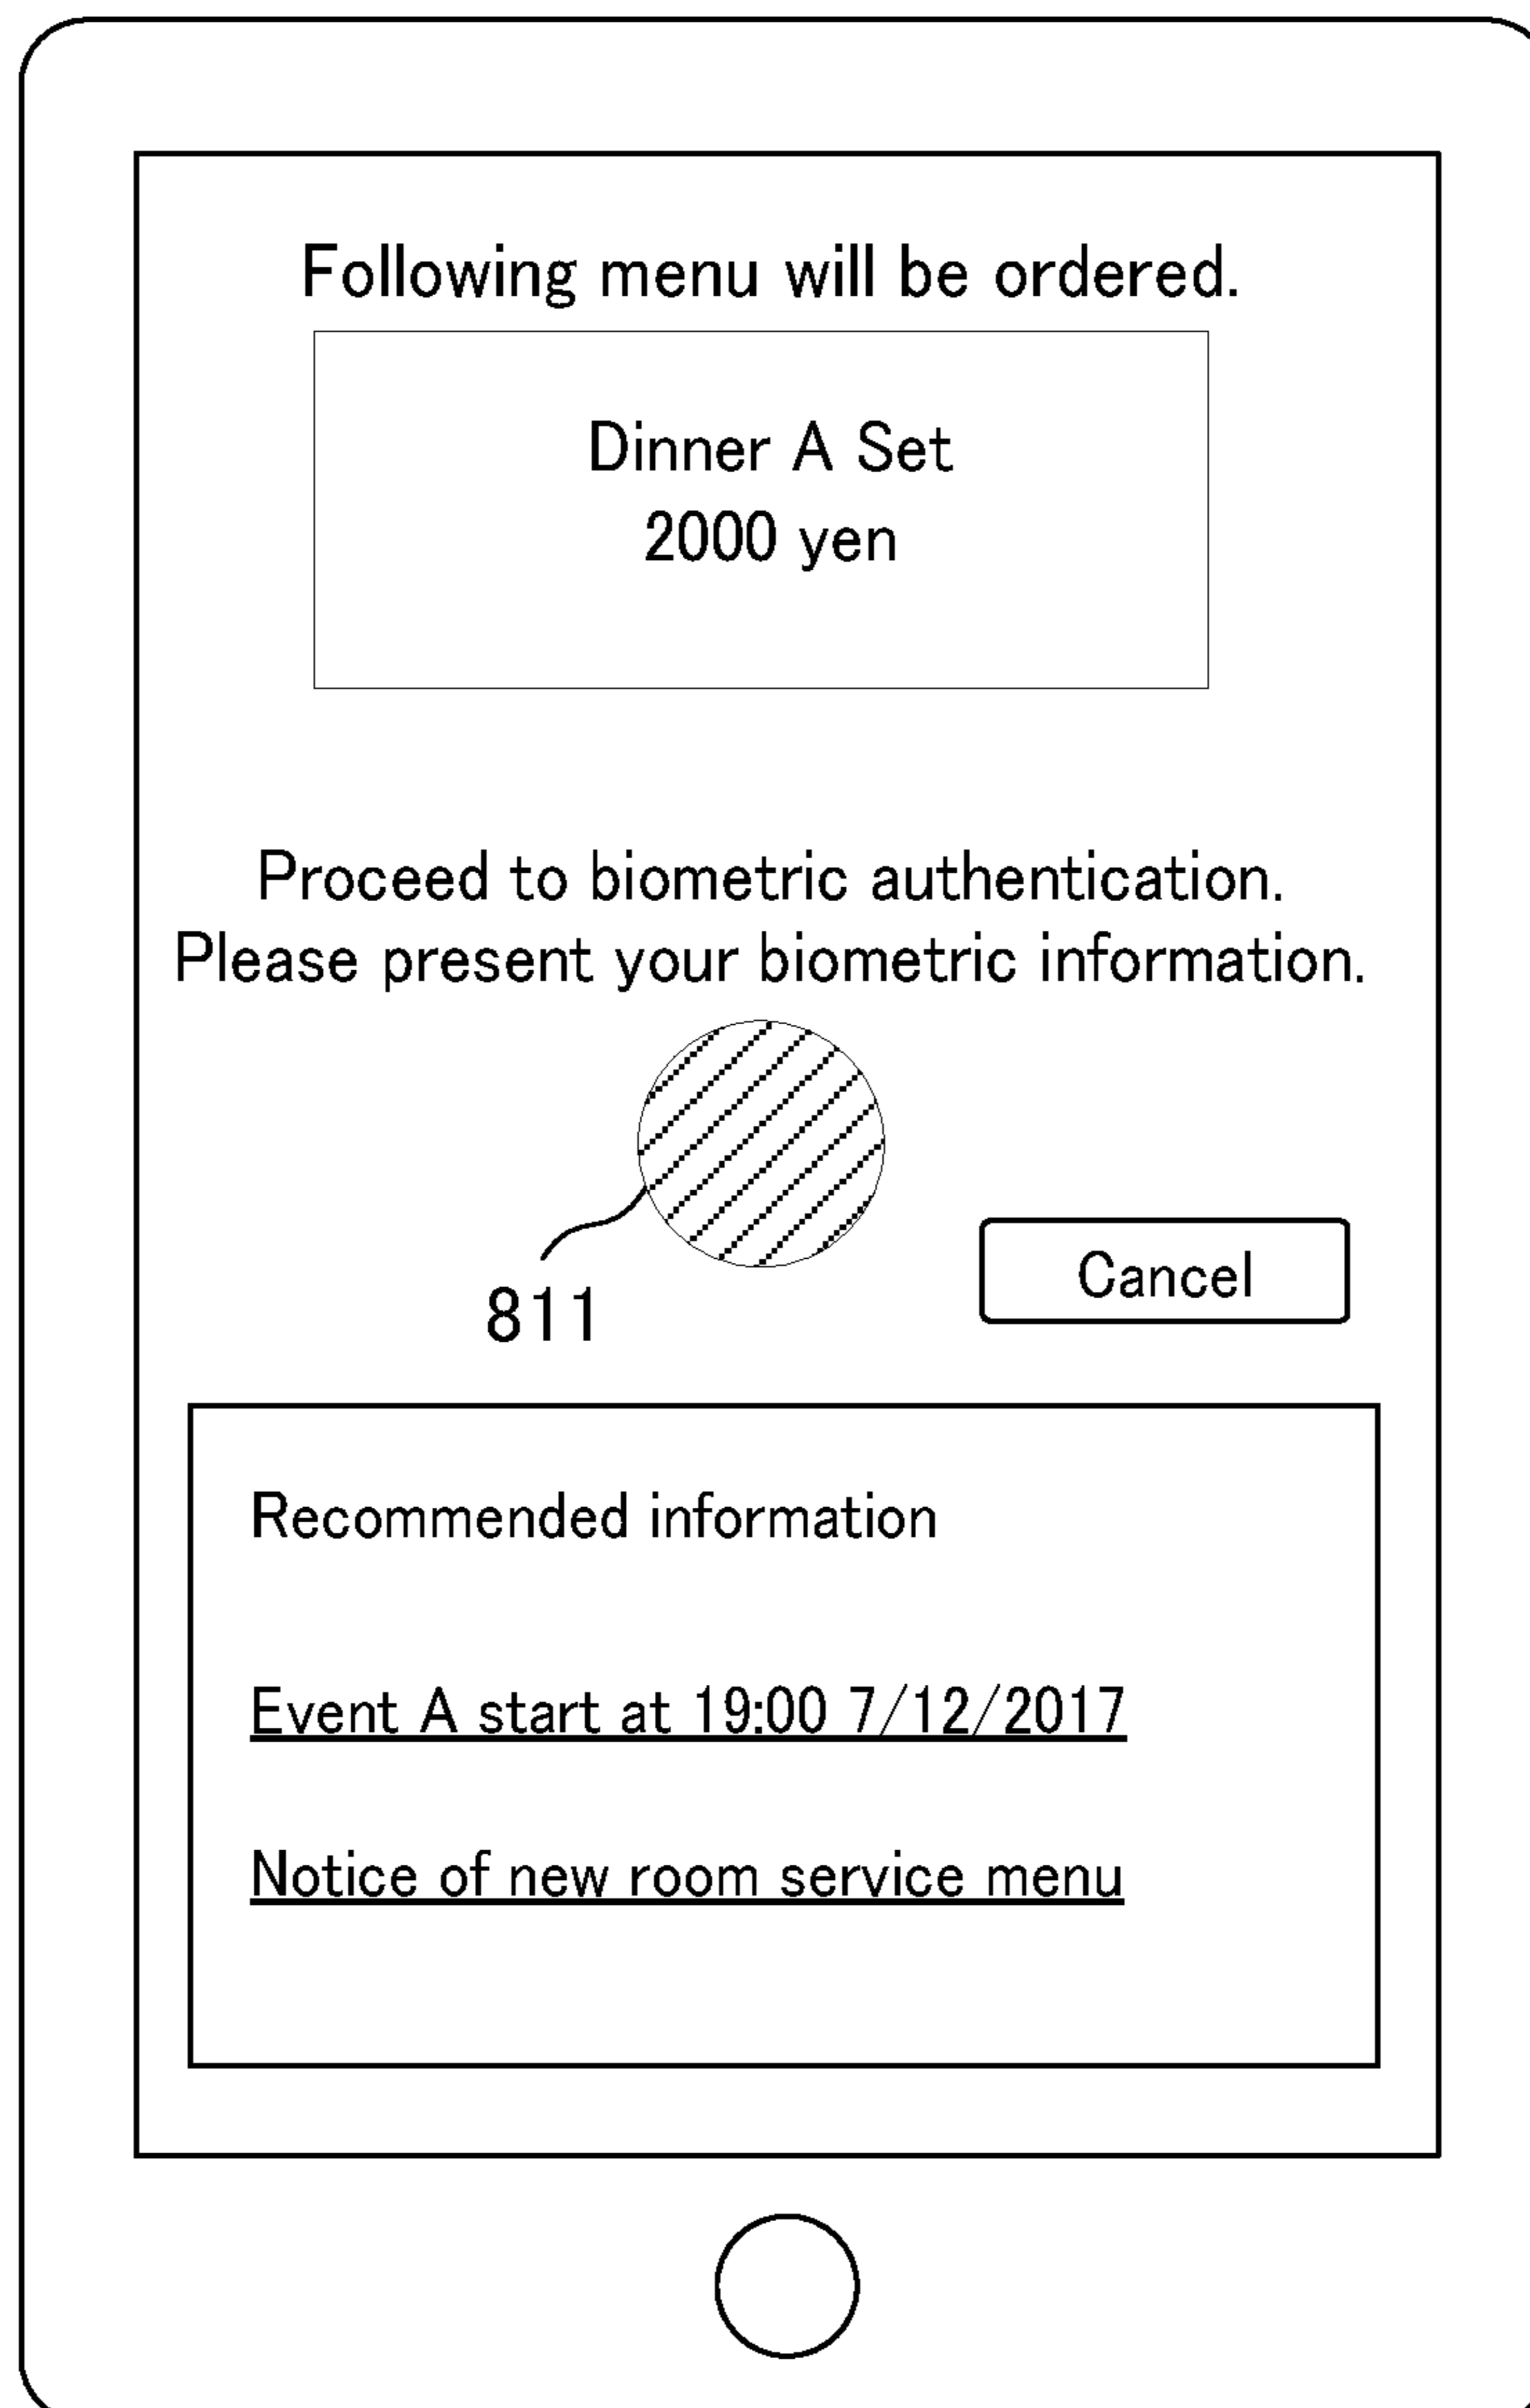 Following menu will be ordered.
Dinner A Set
2000 yen
Proceed to biometric authentication.
Please present your biometric information.
811
Cancel
Recommended information
Event A start at 19:00 7/12/2017
Notice of new room service menu